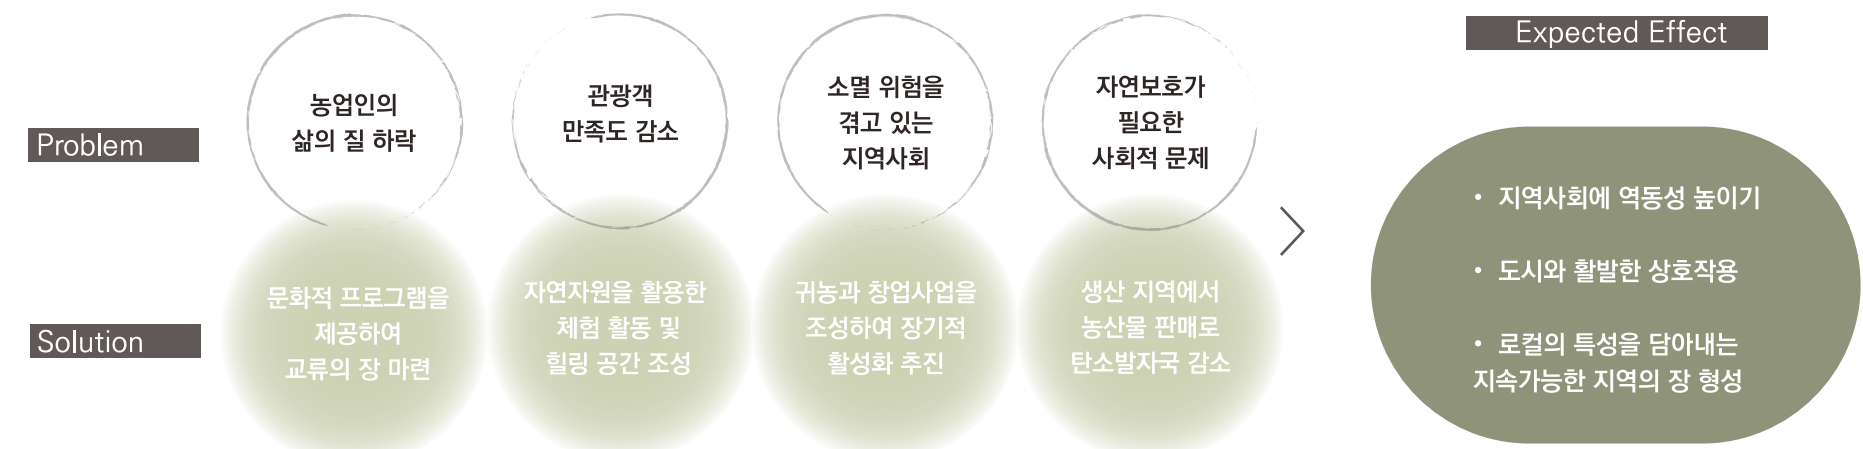 Problem
농업인의
삶의 질 하락
관광객
만족도 감소
소멸 위험을
겪고 있는
지역사회
자연보호가
필요한
사회적 문제
Solution
문화적 프로그램을
제공하여
교류의 장 마련
자연자원을 활용한
체험 활동 및
힐링 공간 조성
귀농과 창업사업을
조성하여 장기적
활성화 추진
생산 지역에서
농산물 판매로
탄소발자국 감소
Expected Effect
• 지역사회에 역동성 높이기
• 도시와 활발한 상호작용
• 로컬의 특성을 담아내는
지속가능한 지역의 장 형성